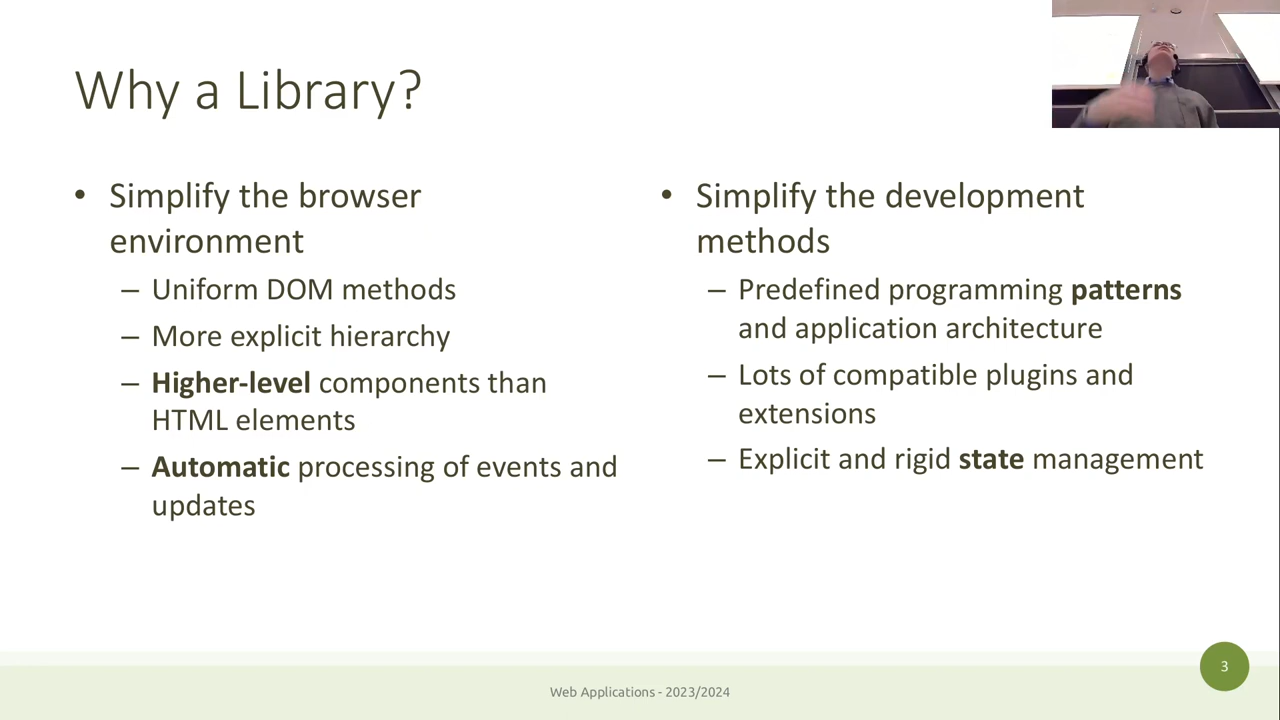 Why a Library?
• Simplify the browser
environment
– Uniform DOM methods
– More explicit hierarchy
– Higher-level components than
HTML elements
– Automatic processing of events and
updates
• Simplify the development
methods
– Predefined programming patterns
and application architecture
– Lots of compatible plugins and
extensions
– Explicit and rigid state management
3
Web Applications - 2023/2024